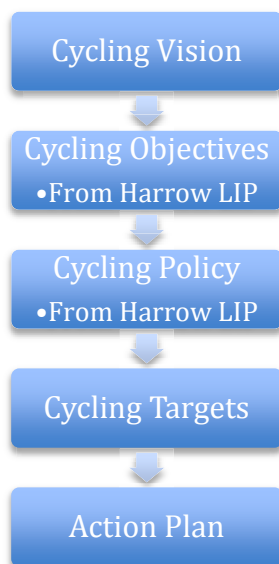 Cycling Vision
Cycling Objectives
•From Harrow LIP
Cycling Policy
•From Harrow LIP
Cycling Targets
Action Plan